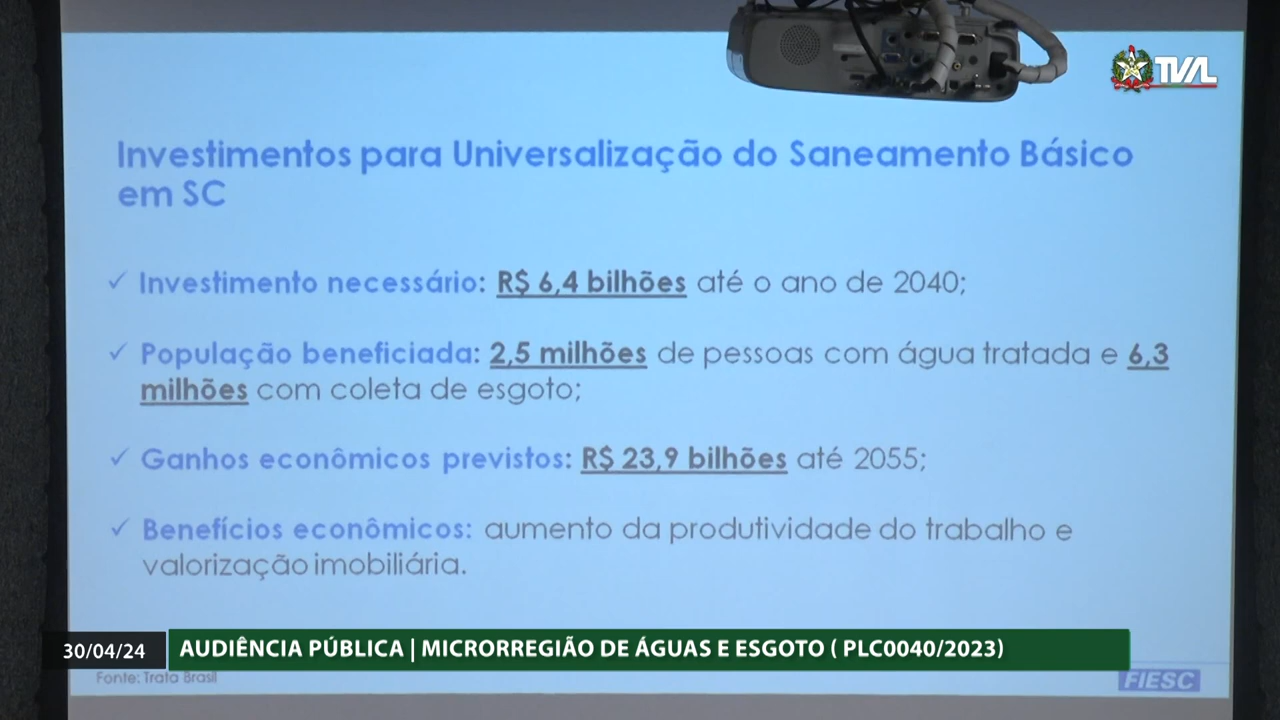 TVAL
Investimentos para Universalização do Saneamento Básico
em SC
✓ Investimento necessário: R$ 6,4 bilhões até o ano de 2040;
✓ População beneficiada: 2,5 milhões de pessoas com água tratada e 6,3
milhões com coleta de esgoto;
✓ Ganhos econômicos previstos: R$ 23,9 bilhões até 2055;
✓ Benefícios econômicos: aumento da produtividade do trabalho e
valorização imobiliária.
30/04/24 AUDIÊNCIA PÚBLICA | MICRORREGIÃO DE ÁGUAS E ESGOTO ( PLC0040/2023)
Fonte: Trata Brasil
FIESC